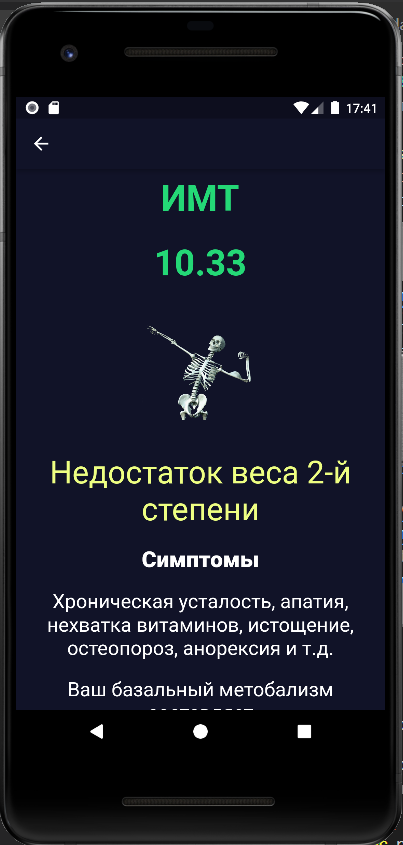 17:41
ИМТ
10.33
Недостаток веса 2-й
степени
Симптомы
Хроническая усталость, апатия,
нехватка витаминов, истощение,
остеопороз, анорексия и т.д.
Ваш базальный метобализм